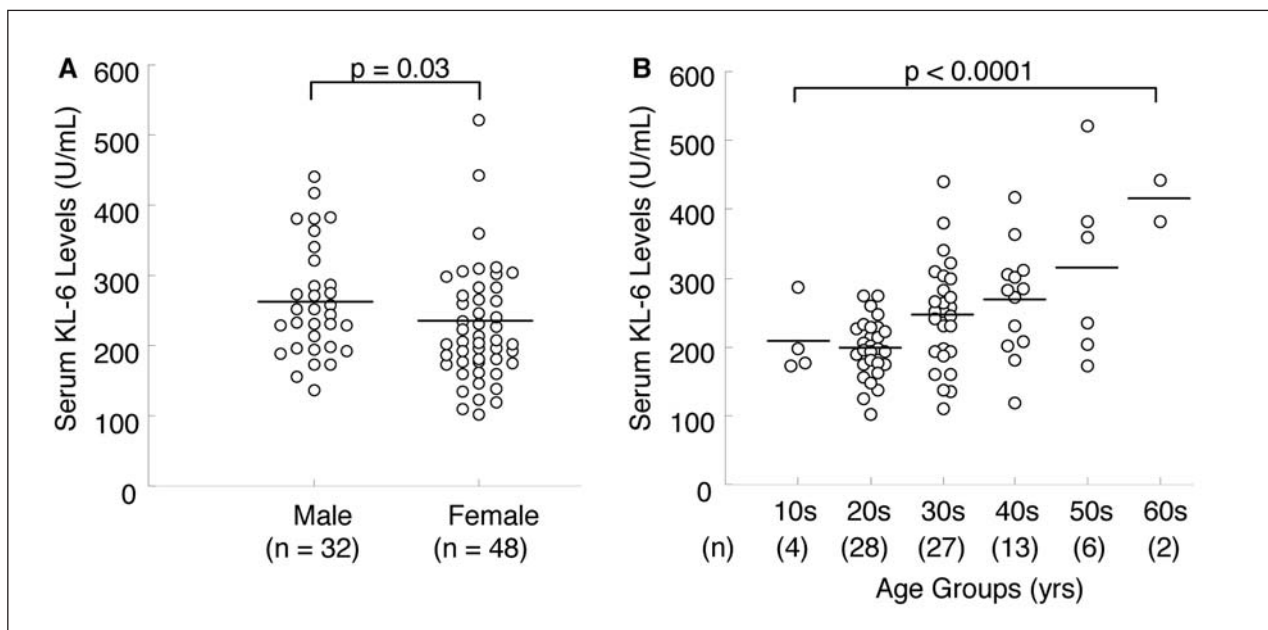 A
p = 0.03
Serum KL-6 Levels (U/mL)
600
500
400
300
200
100
0
Male
Female
(n = 32)
(n = 48)
B
p < 0.0001
Serum KL-6 Levels (U/mL)
600
500
400
300
200
100
0
10s 20s 30s 40s 50s 60s
(n) (4) (28) (27) (13) (6) (2)
Age Groups (yrs)